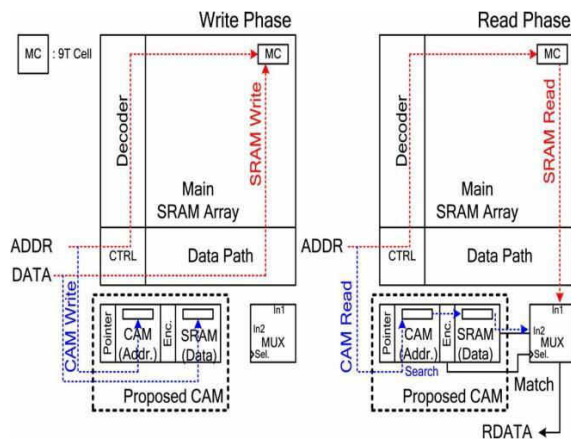 Write Phase
MC : 9T Cell
Decoder
MC
SRAM Write
Main
SRAM Array
ADDR
DATA
CTRL
Data Path
CAM Write
Pointer
CAM
(Addr.)
Enc.
SRAM
(Data)
In1
In2
MUX
Sel.
Proposed CAM
Read Phase
Decoder
MC
SRAM Read
Main
SRAM Array
ADDR
CTRL
Data Path
CAM Read
Pointer
CAM
(Addr.)
Enc.
SRAM
(Data)
In1
In2
MUX
Sel.
Search
Match
Proposed CAM
RDATA